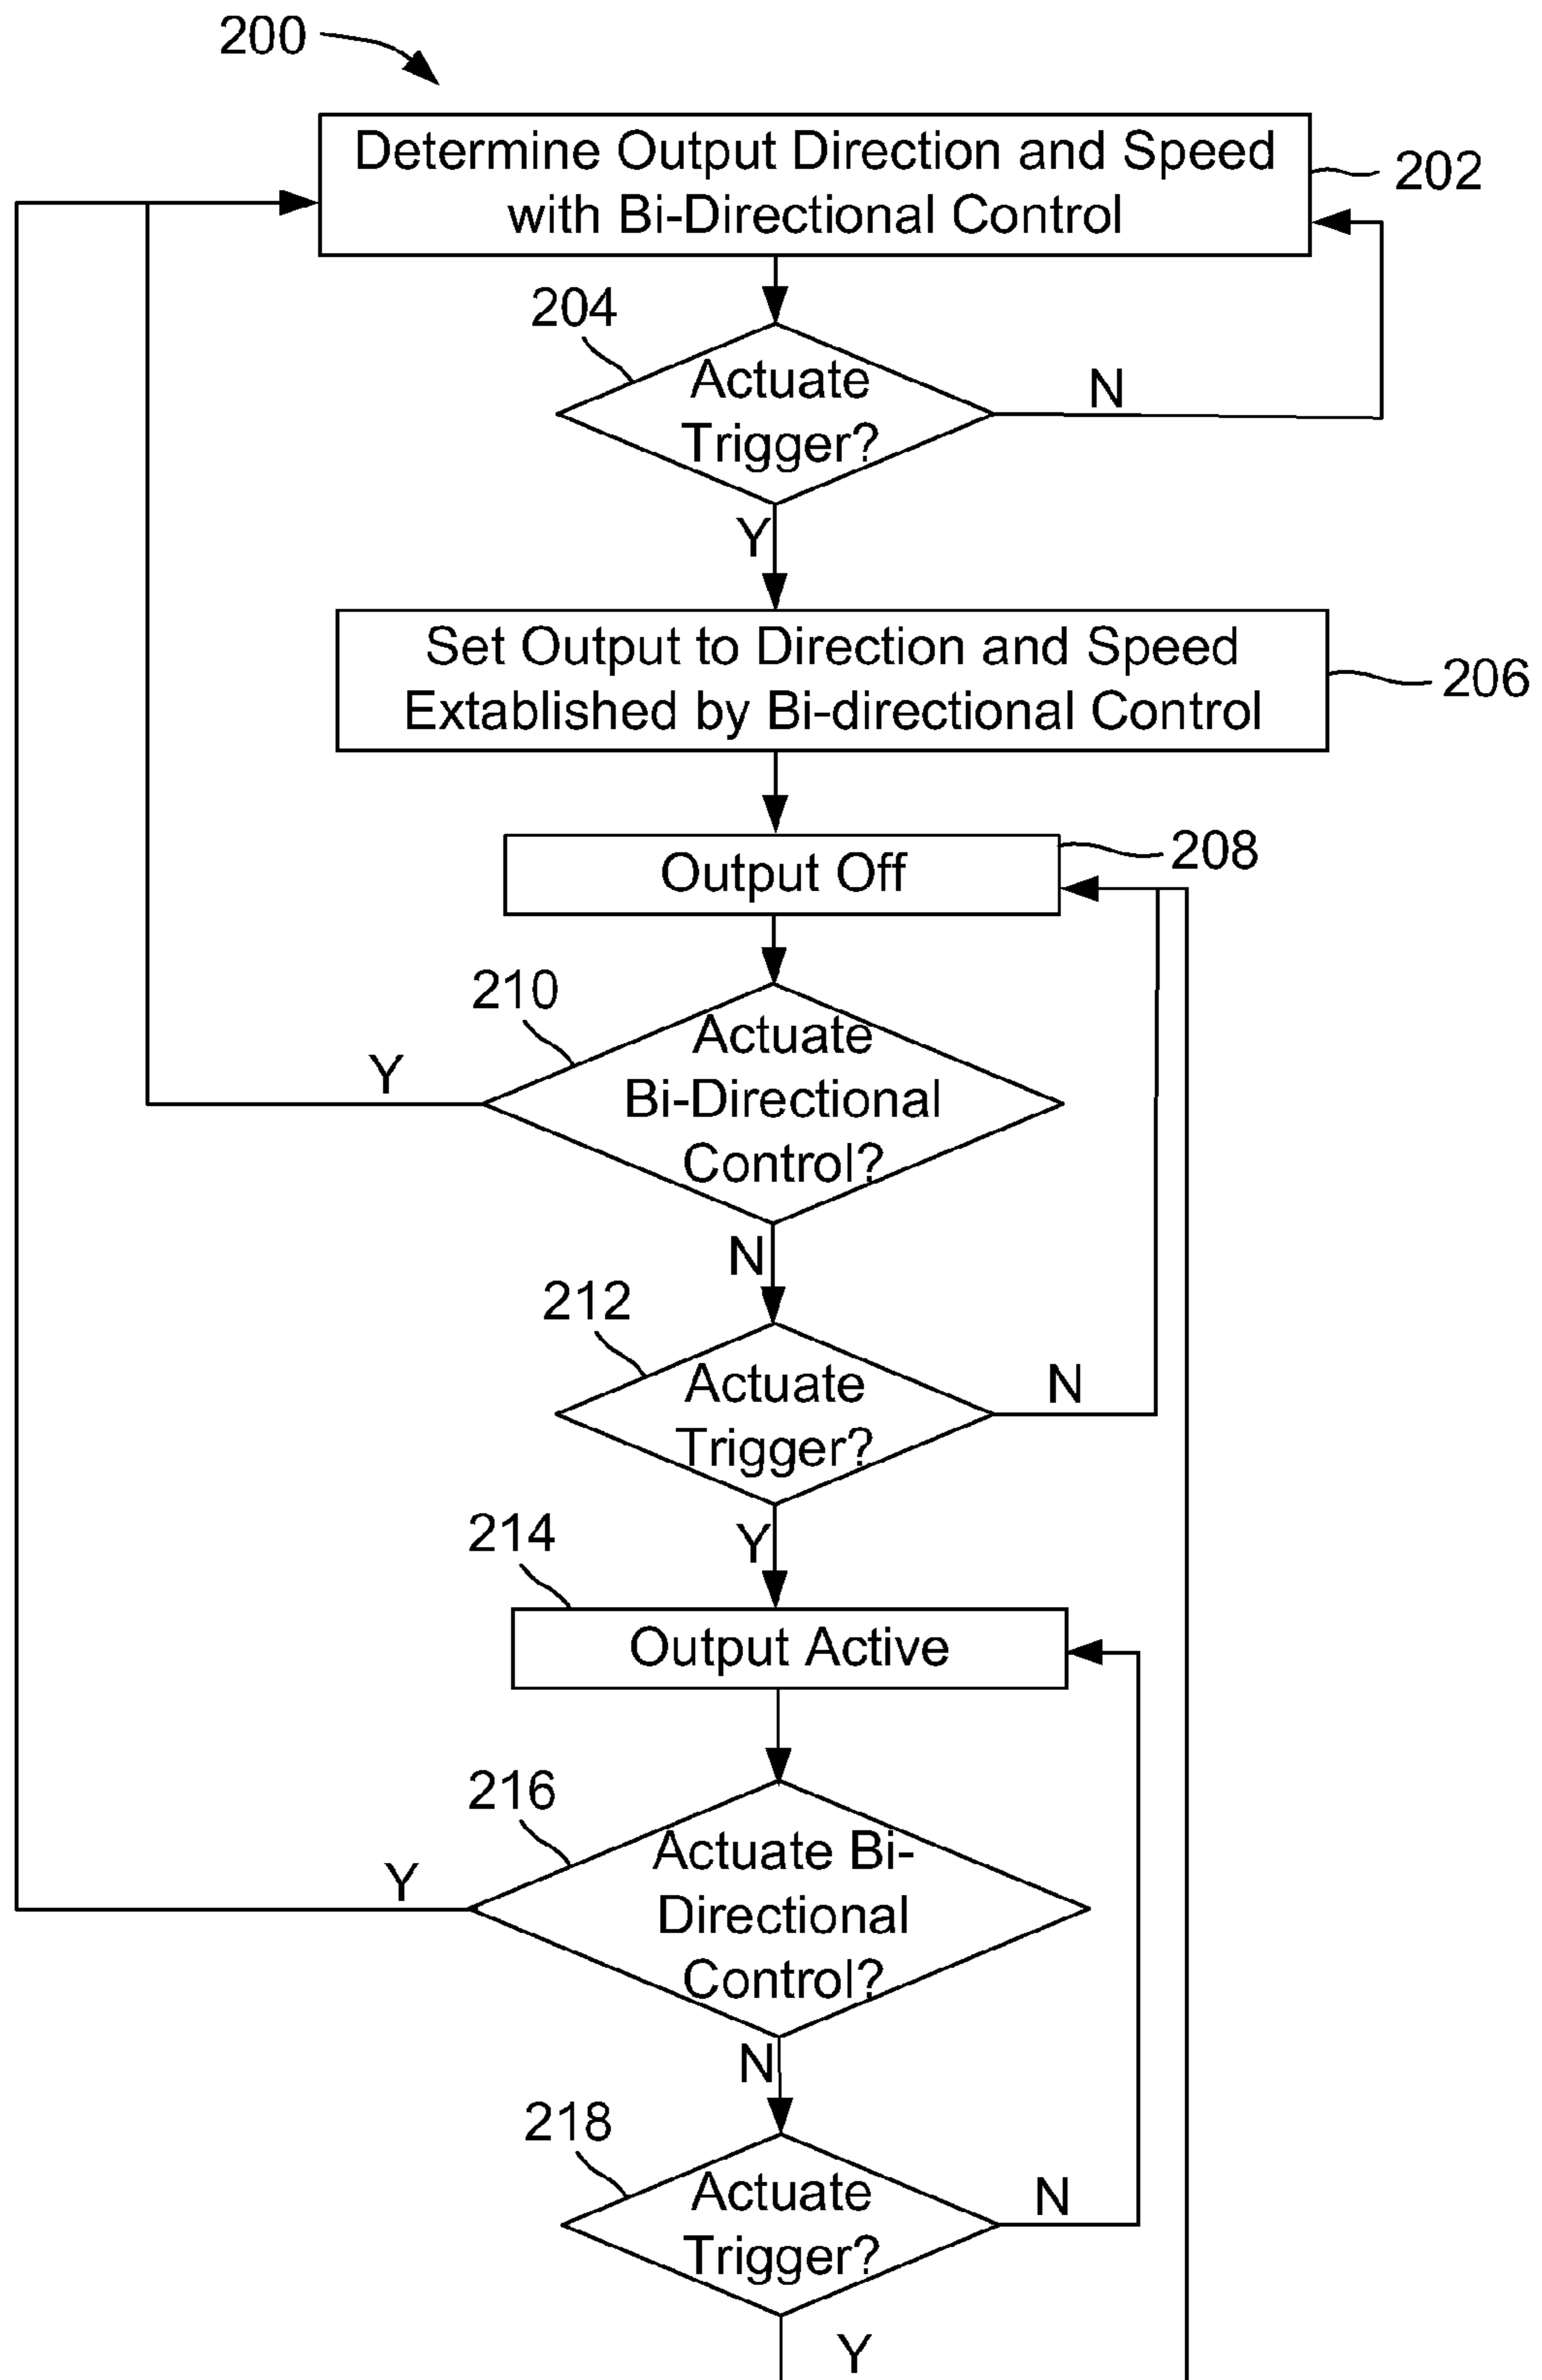 200
Determine Output Direction and Speed
with Bi-Directional Control
202
204
Actuate
Trigger?
N
Y
Set Output to Direction and Speed
Extablished by Bi-directional Control
206
Output Off
208
210
Actuate
Bi-Directional
Control?
Y
N
212
Actuate
Trigger?
N
Y
214
Output Active
216
Actuate Bi-
Directional
Control?
Y
N
218
Actuate
Trigger?
N
Y